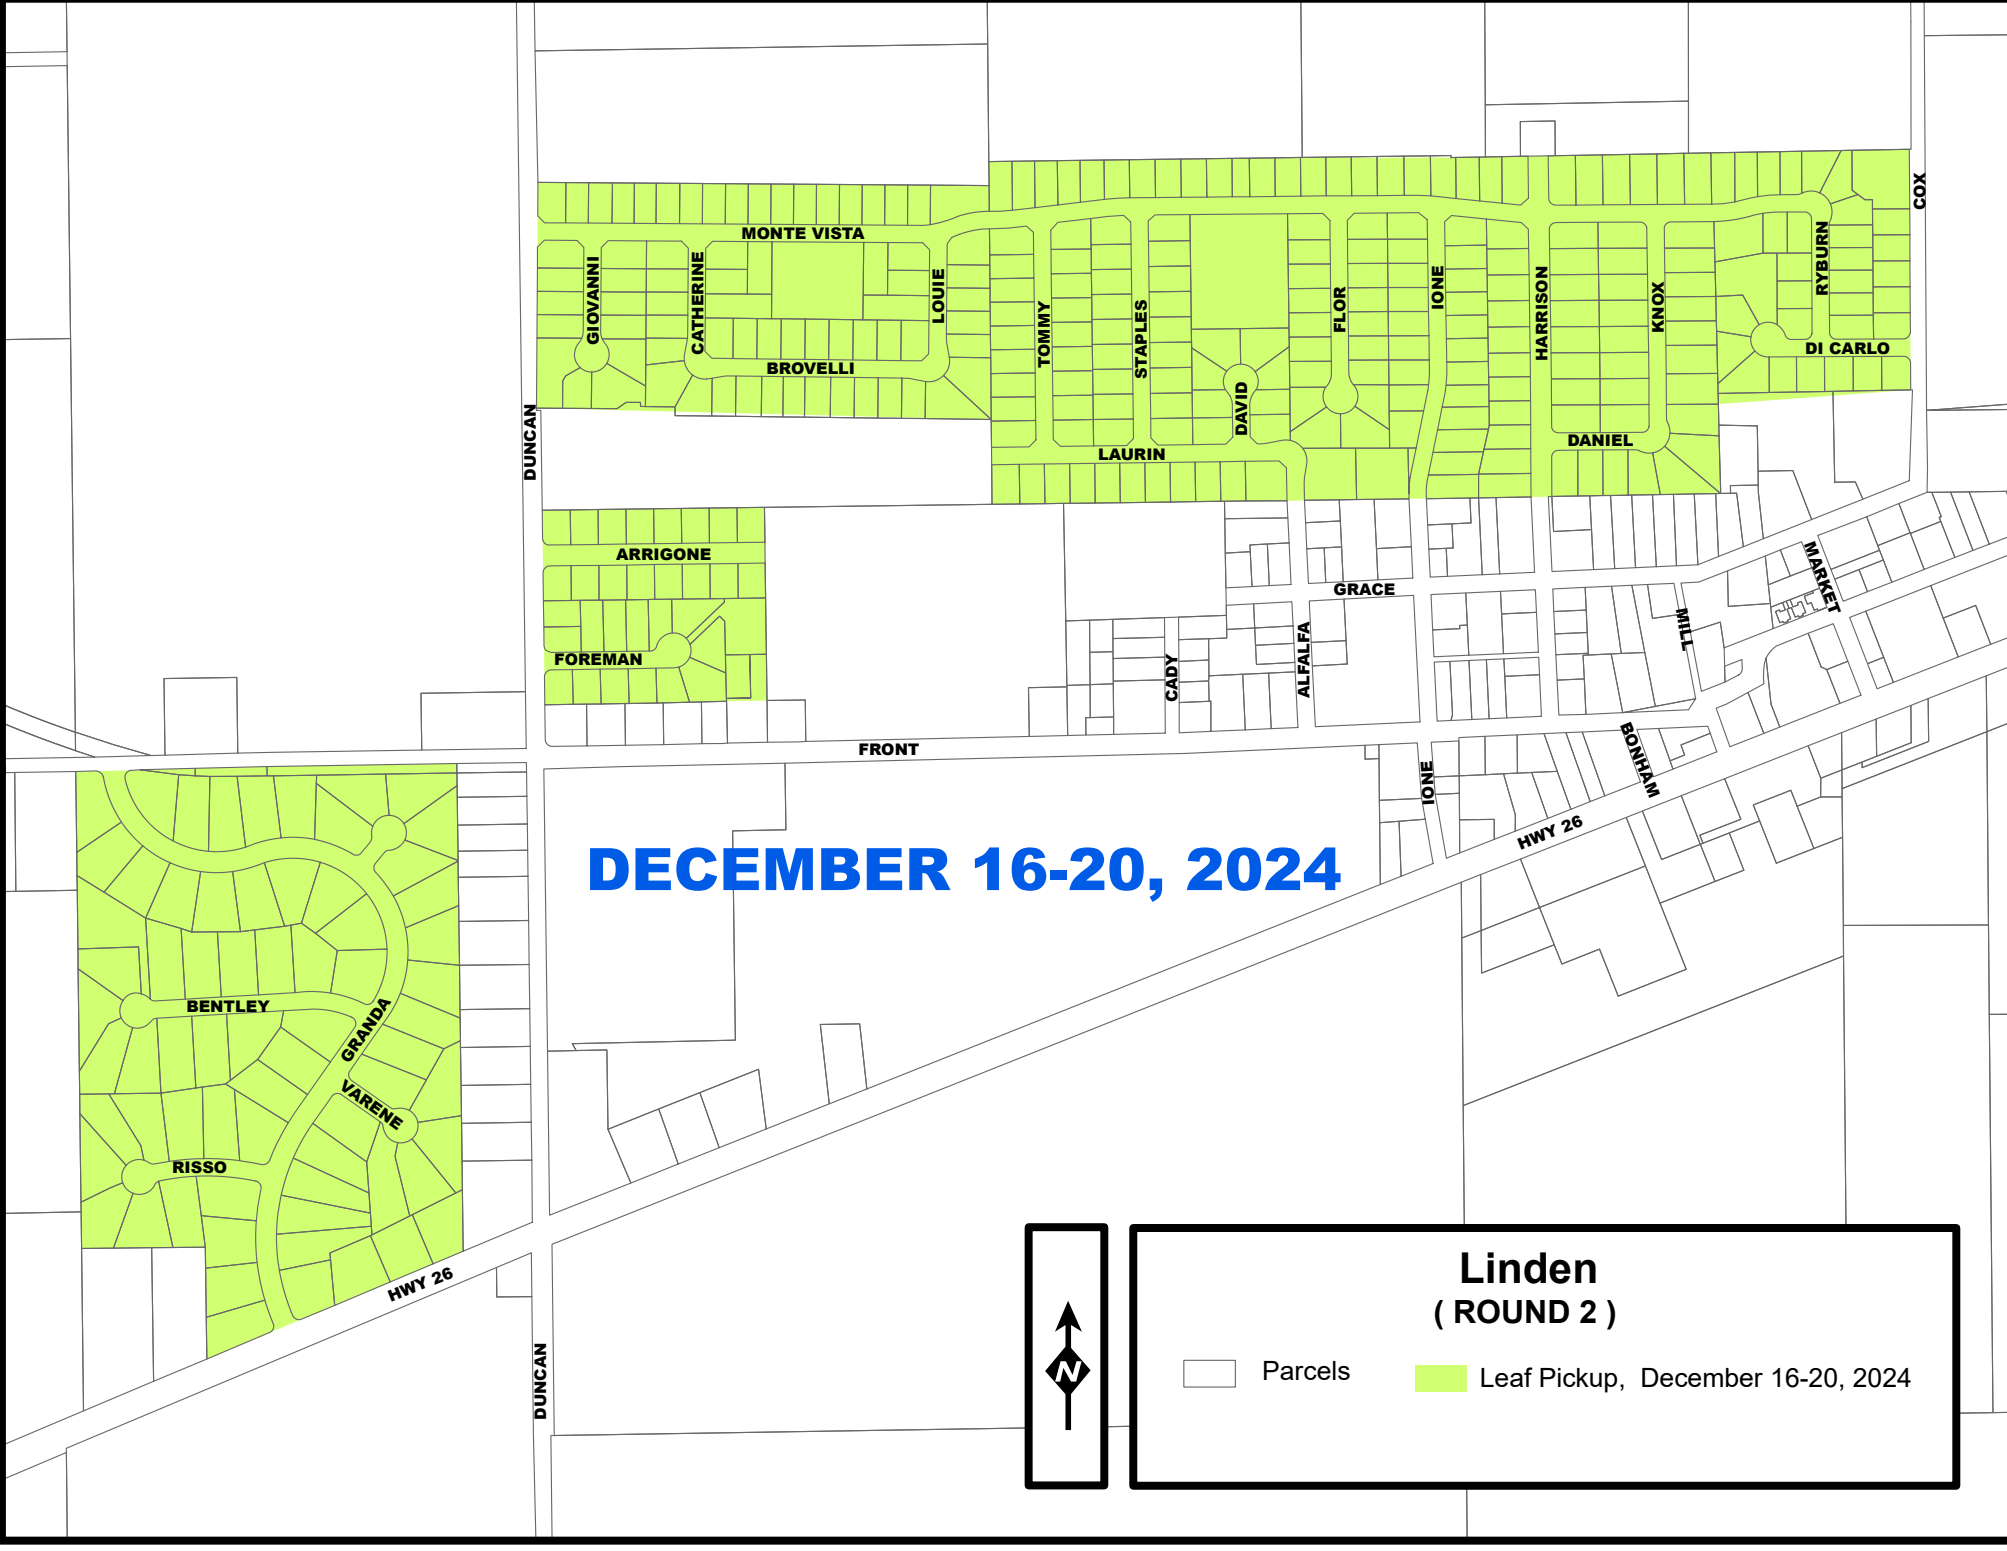 COX
MONTE VISTA
GIOVANNI
CATHERINE
LOUIE
TOMMY
STAPLES
DAVID
FLOR
IONE
HARRISON
KNOX
RYBURN
DI CARLO
BROVELLI
DUNCAN
LAURIN
DANIEL
ARRIGONE
FOREMAN
GRACE
MARKET
MILL
CADY
ALFALFA
FRONT
BONHAM
IONE
HWY 26
DECEMBER 16-20, 2024
BENTLEY
GRANDA
VARENE
RISSO
HWY 26
DUNCAN
N
Linden
( ROUND 2 )
Parcels
Leaf Pickup, December 16-20, 2024